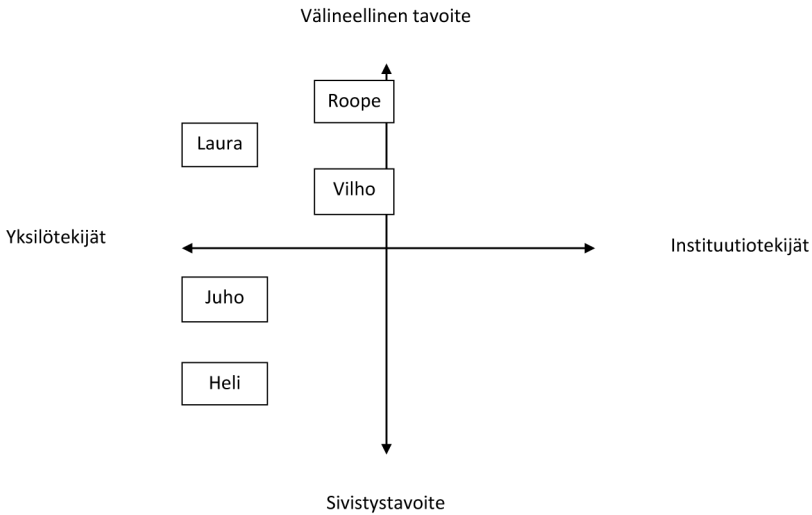 Välineellinen tavoite
Roope
Laura
Vilho
Yksilötekijät
Instituutiotekijät
Juho
Heli
Sivistystavoite